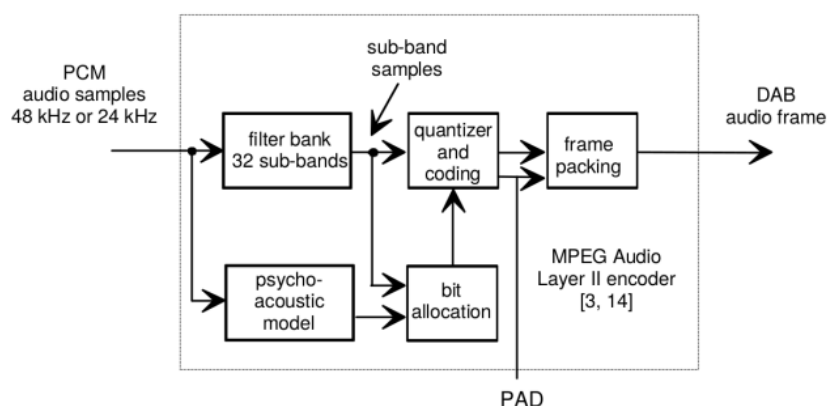 sub-band
samples
PCM
audio samples
48 kHz or 24 kHz
DAB
audio frame
filter bank
32 sub-bands
quantizer
and
coding
frame
packing
psycho-
acoustic
model
bit
allocation
MPEG Audio
Layer II encoder
[3, 14]
PAD